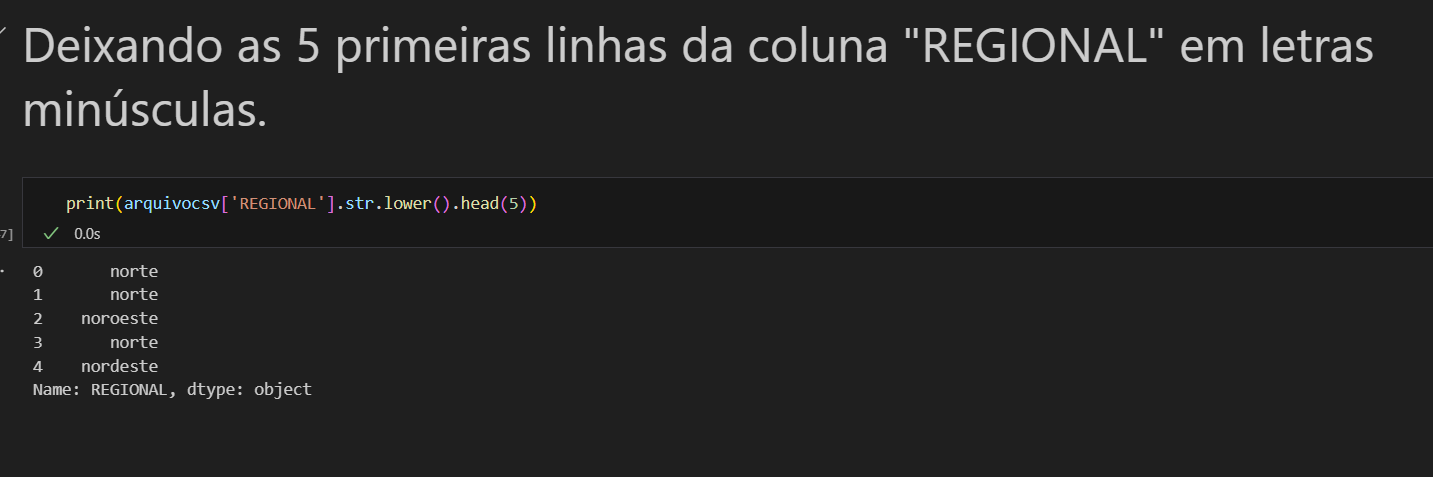 Deixando as 5 primeiras linhas da coluna "REGIONAL" em letras
minúsculas.
print(arquivocsv['REGIONAL'].str.lower().head(5))
7]
0.0s
0 norte
1 norte
2 noroeste
3 norte
4 nordeste
Name: REGIONAL, dtype: object